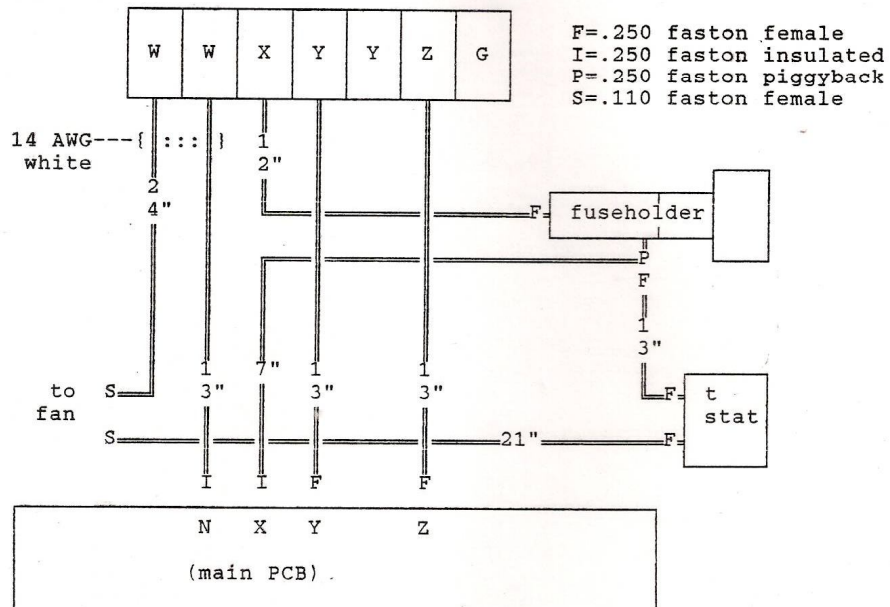 F=.250 faston female
I=.250 faston insulated
P=.250 faston piggyback
S=.110 faston female
W W X Y Y Z G
14 AWG---{ ::: }
white
1
2"
2
4"
F
fuseholder
P
F
1
3"
1
3"
7"
1
3"
1
3"
to
fan
S
S
21"
F
F
t
stat
I I F F
N X Y Z
(main PCB)